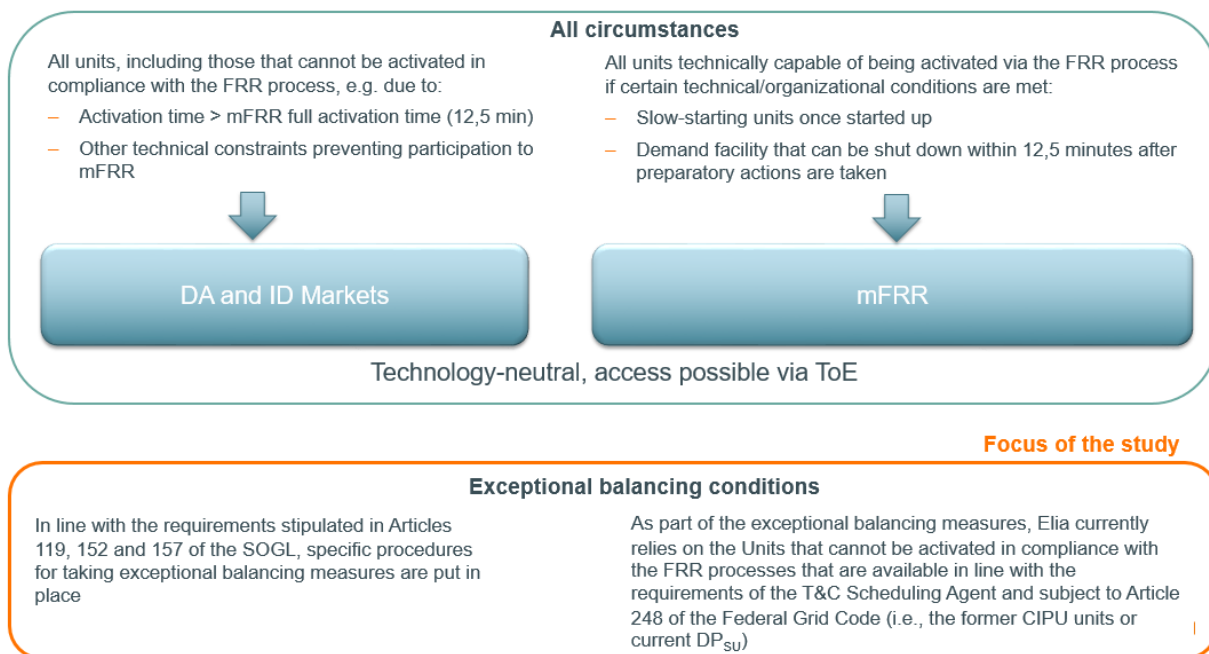 All circumstances
All units, including those that cannot be activated in
compliance with the FRR process, e.g. due to:
– Activation time > mFRR full activation time (12,5 min)
– Other technical constraints preventing participation to
mFRR
All units technically capable of being activated via the FRR process
if certain technical/organizational conditions are met:
– Slow-starting units once started up
– Demand facility that can be shut down within 12,5 minutes after
preparatory actions are taken
DA and ID Markets
mFRR
Technology-neutral, access possible via ToE
Focus of the study
Exceptional balancing conditions
In line with the requirements stipulated in Articles
119, 152 and 157 of the SOGL, specific procedures
for taking exceptional balancing measures are put in
place
As part of the exceptional balancing measures, Elia currently
relies on the Units that cannot be activated in compliance with
the FRR processes that are available in line with the
requirements of the T&C Scheduling Agent and subject to Article
248 of the Federal Grid Code (i.e., the former CIPU units or
current DPSU)